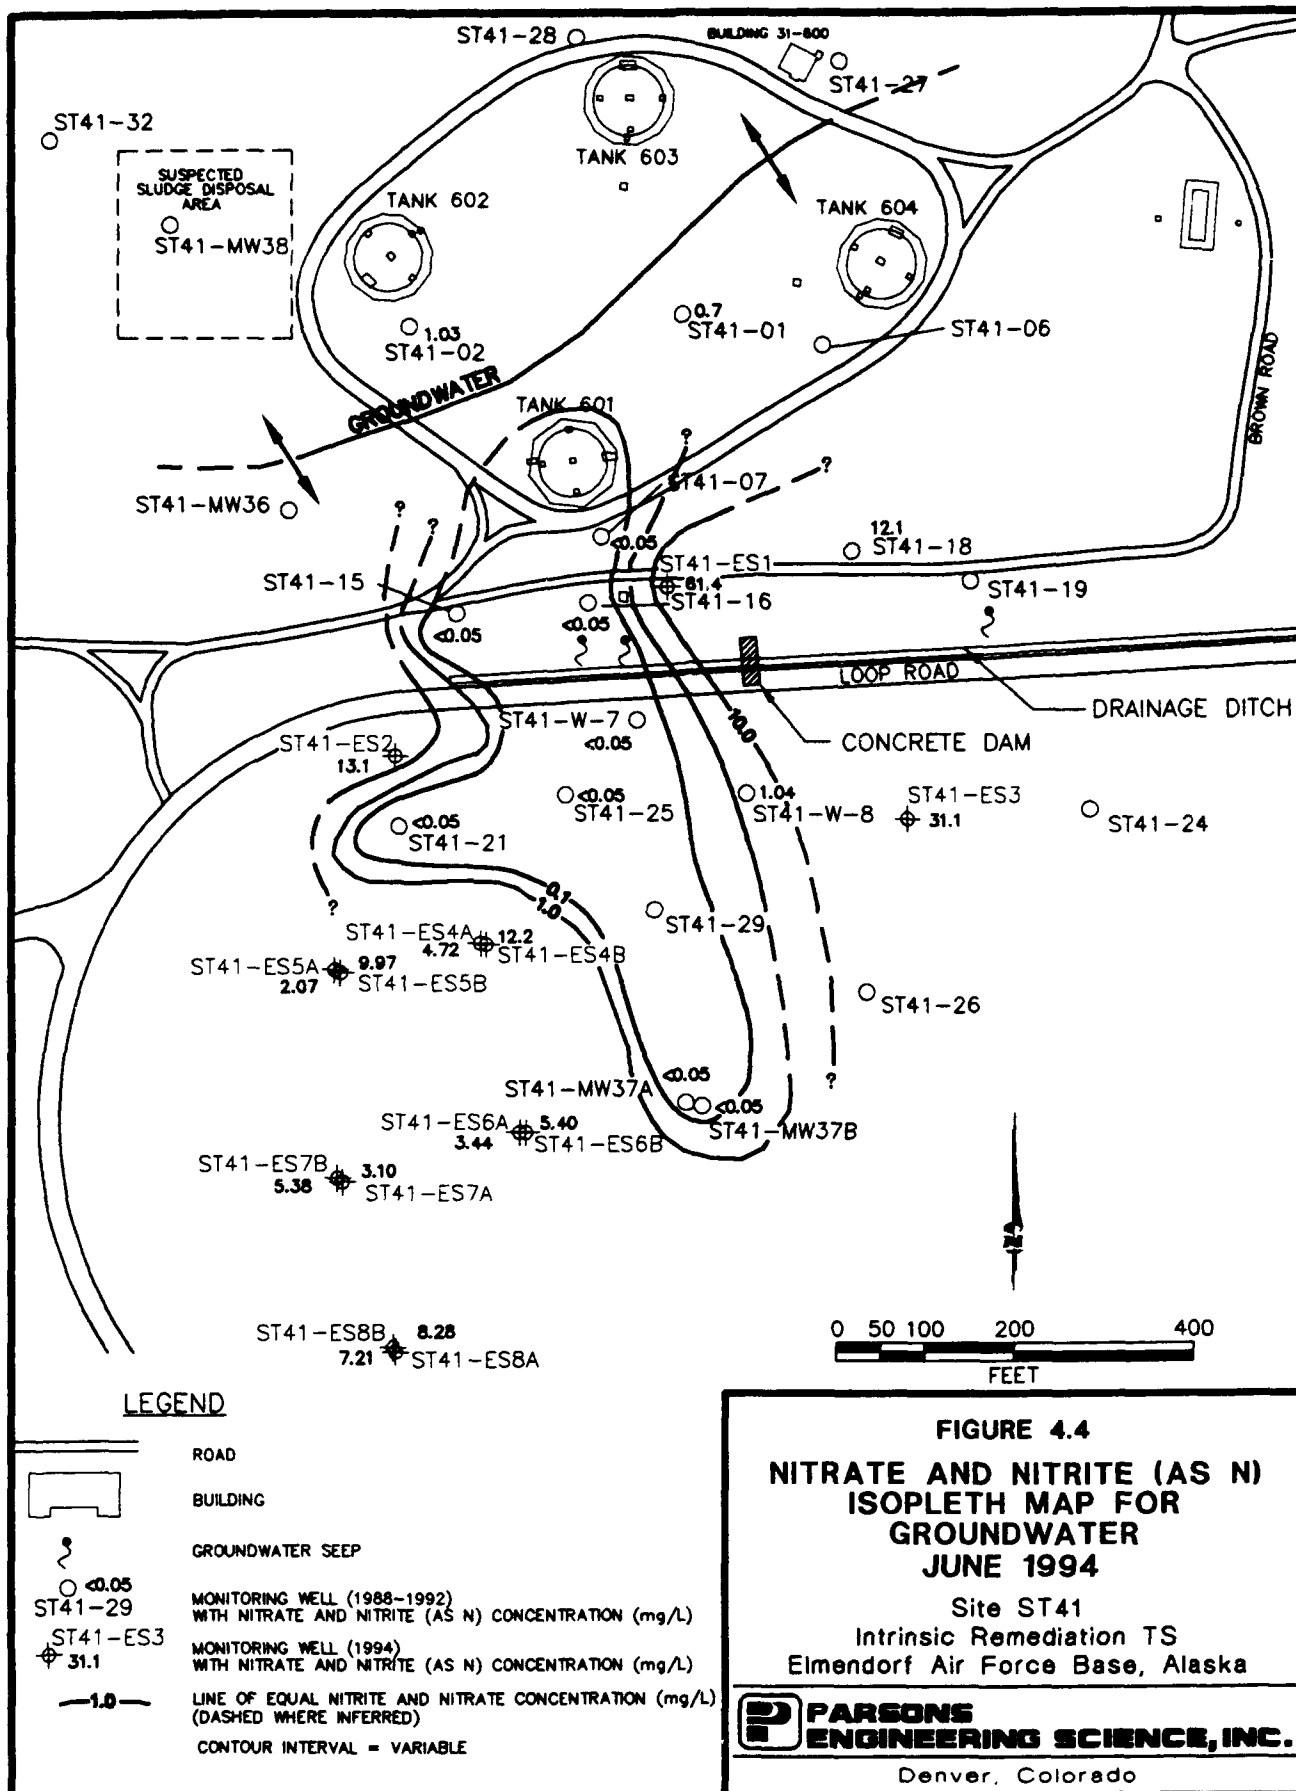 ST41-28
BUILDING 31-600
ST41-27
ST41-32
SUSPECTED
SLUDGE DISPOSAL
AREA
ST41-MW38
TANK 603
TANK 602
TANK 604
0.7
ST41-01
ST41-06
1.03
ST41-02
GROUNDWATER
TANK 601
BROWN ROAD
?
?
ST41-07
ST41-MW36
?
?
12.1
ST41-18
<0.05
ST41-ES1
61.4
ST41-15
ST41-16
ST41-19
<0.05
<0.05
LOOP ROAD
DRAINAGE DITCH
ST41-W-7
10.0
CONCRETE DAM
ST41-ES2
13.1
<0.05
<0.05
ST41-25
1.04
ST41-W-8
ST41-ES3
31.1
ST41-24
<0.05
ST41-21
0.1
1.0
?
ST41-29
ST41-ES4A
4.72
12.2
ST41-ES4B
ST41-ES5A
2.07
9.97
ST41-ES5B
ST41-26
?
<0.05
ST41-MW37A
<0.05
ST41-MW37B
ST41-ES6A
3.44
5.40
ST41-ES6B
ST41-ES7B
5.38
3.10
ST41-ES7A
ST41-ES8B
7.21
8.28
ST41-ES8A
0 50 100 200 400
FEET
LEGEND
ROAD
BUILDING
GROUNDWATER SEEP
<0.05
ST41-29
MONITORING WELL (1988-1992)
WITH NITRATE AND NITRITE (AS N) CONCENTRATION (mg/L)
ST41-ES3
31.1
MONITORING WELL (1994)
WITH NITRATE AND NITRITE (AS N) CONCENTRATION (mg/L)
1.0
LINE OF EQUAL NITRITE AND NITRATE CONCENTRATION (mg/L)
(DASHED WHERE INFERRED)
CONTOUR INTERVAL = VARIABLE
FIGURE 4.4
NITRATE AND NITRITE (AS N)
ISOPLETH MAP FOR
GROUNDWATER
JUNE 1994
Site ST41
Intrinsic Remediation TS
Elmendorf Air Force Base, Alaska
PARSONS
ENGINEERING SCIENCE, INC.
Denver, Colorado